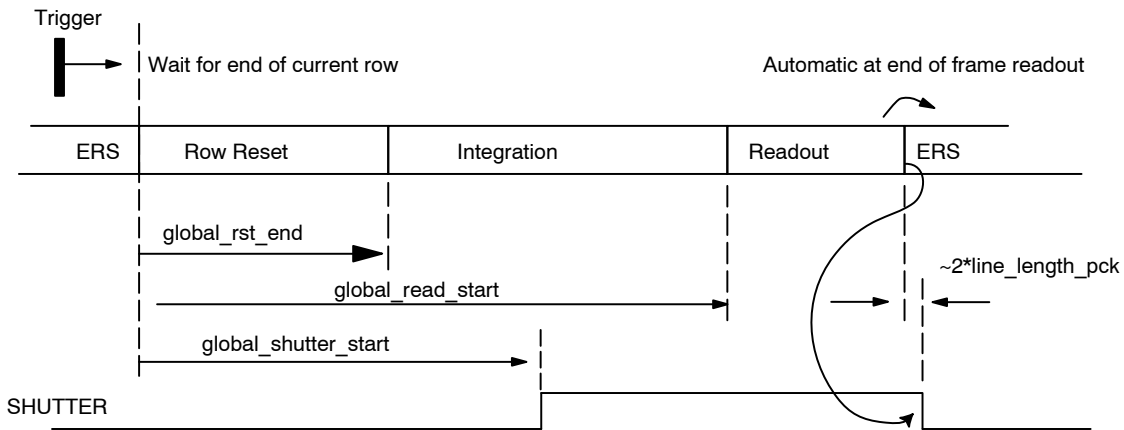 Trigger
Wait for end of current row
Automatic at end of frame readout
ERS
Row Reset
Integration
Readout
ERS
global_rst_end
~2*line_length_pck
global_read_start
global_shutter_start
SHUTTER